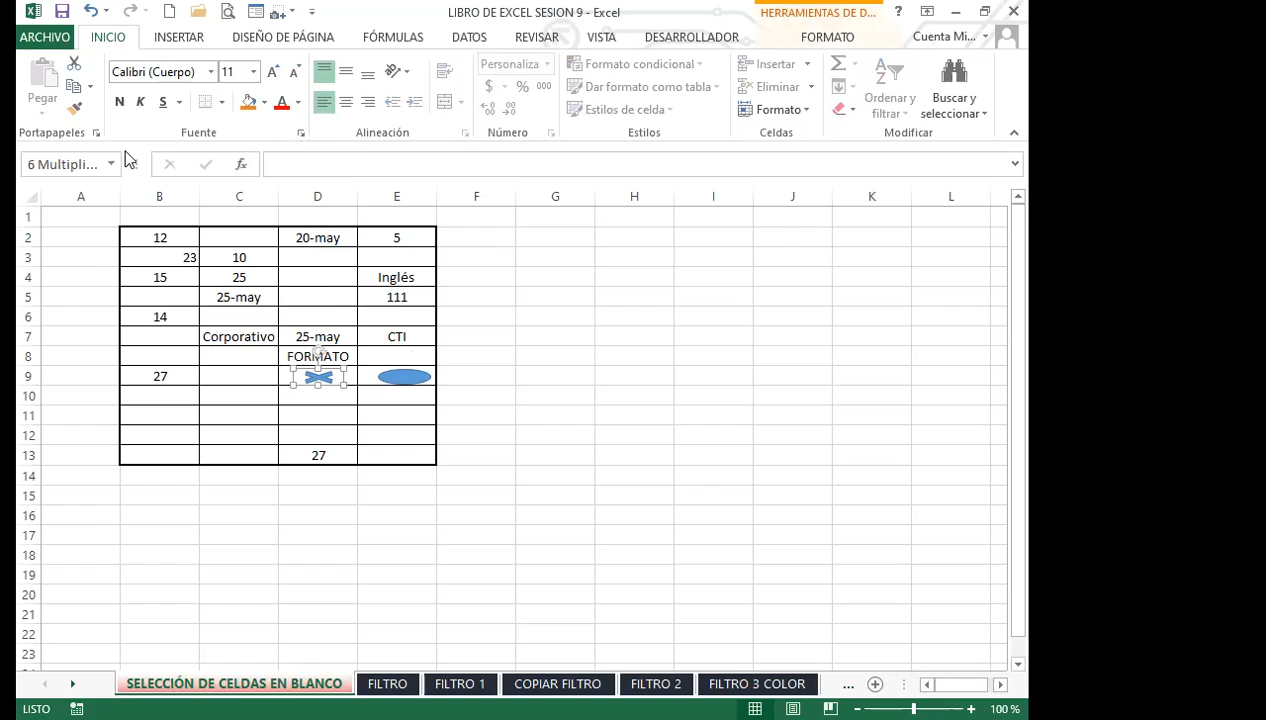 LIBRO DE EXCEL SESION 9 - Excel
HERRAMIENTAS DE D...
?
ARCHIVO INICIO INSERTAR DISEÑO DE PÁGINA FÓRMULAS DATOS REVISAR VISTA DESARROLLADOR FORMATO Cuenta Mi...
Pegar
Calibri (Cuerpo) 11
N K S
Personaliza
$ % 000
Formato condicional
Dar formato como tabla
Estilos de celda
Insertar
Eliminar
Formato
Ordenar y filtrar
Buscar y seleccionar
Portapapeles Fuente Alineación Número Estilos Celdas Modificar
6 Multipli... fx
A B C D E F G H I J K L
1
2 12 20-may 5
3 23 10
4 15 25 Inglés
5 25-may 111
6 14
7 Corporativo 25-may CTI
8 FORMATO
9 27
10
11
12
13 27
14
15
16
17
18
19
20
21
22
23
SELECCIÓN DE CELDAS EN BLANCO FILTRO FILTRO 1 COPIAR FILTRO FILTRO 2 FILTRO 3 COLOR ...
LISTO 100 %